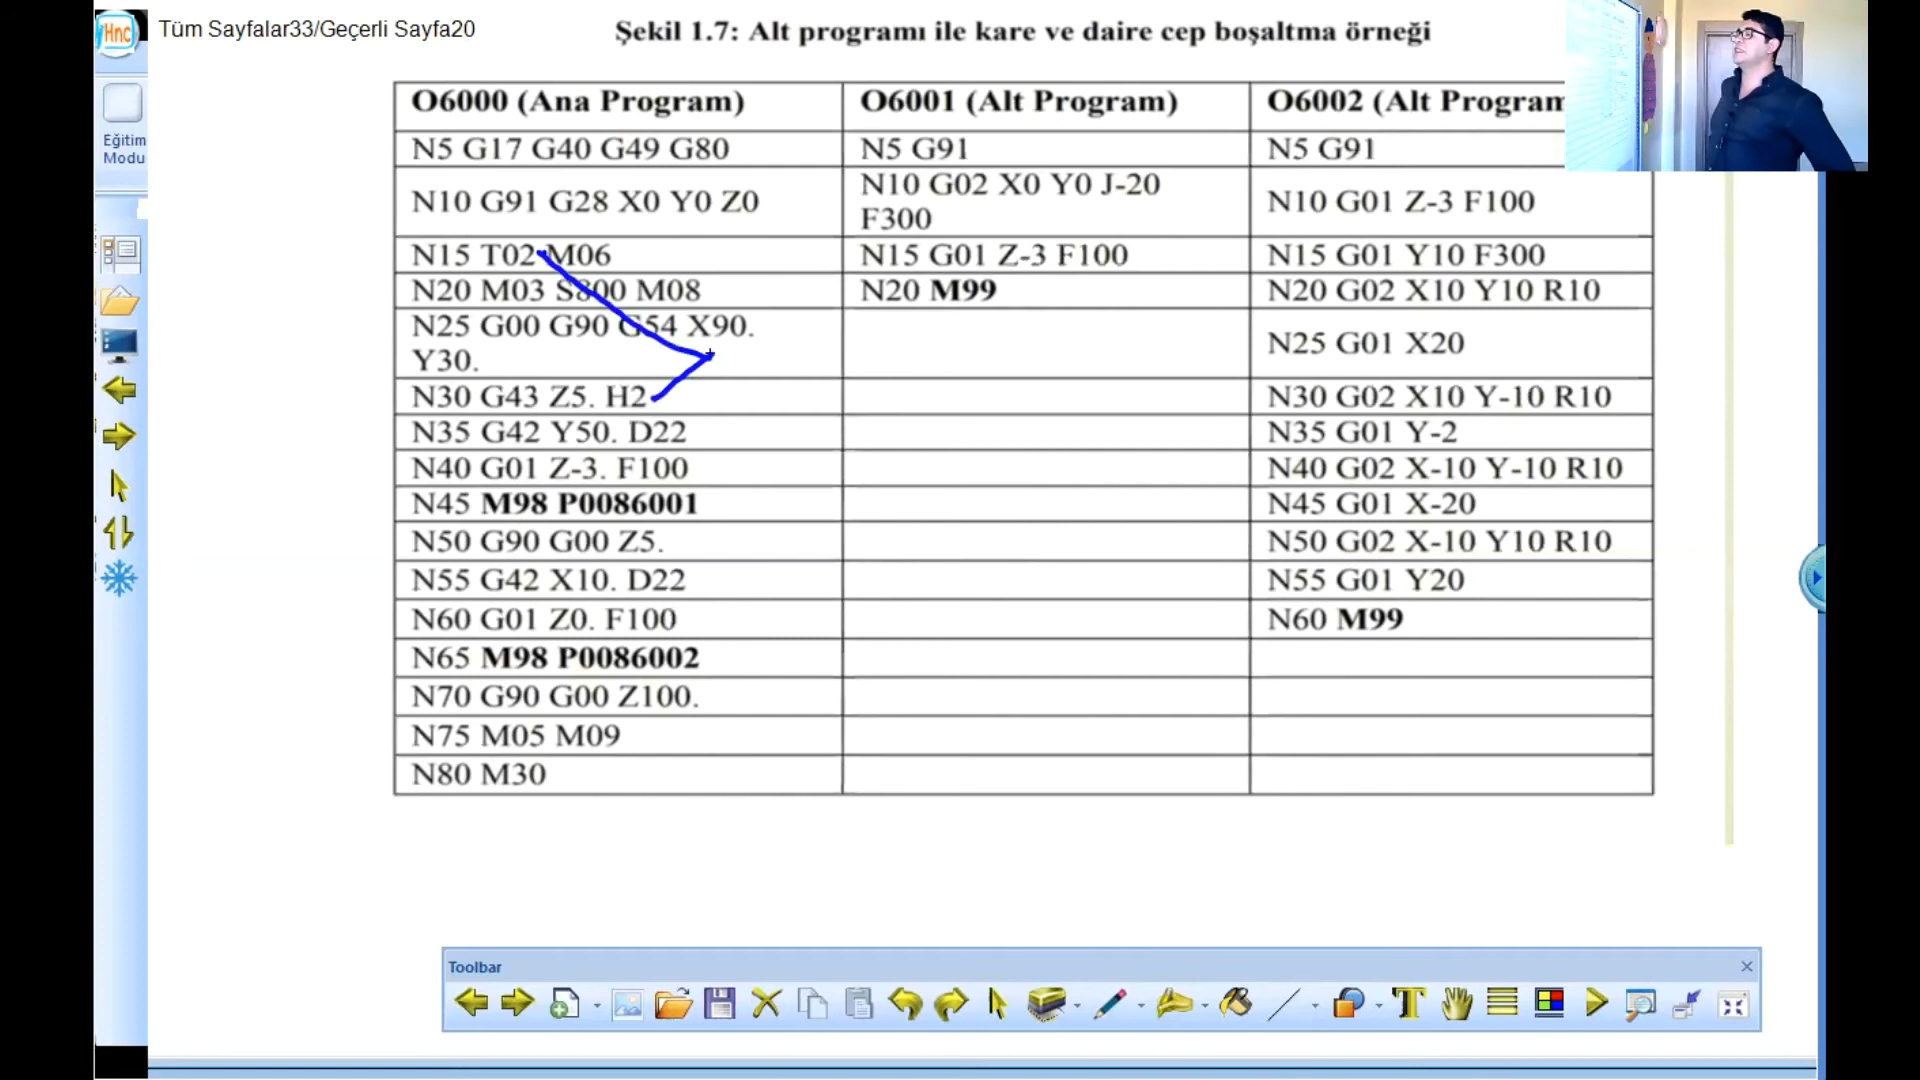 Hnc
Tüm Sayfalar33/Geçerli Sayfa20
Eğitim
Modu
Şekil 1.7: Alt programı ile kare ve daire cep boşaltma örneği
O6000 (Ana Program)
N5 G17 G40 G49 G80
N10 G91 G28 X0 Y0 Z0
N15 T02 M06
N20 M03 S800 M08
N25 G00 G90 G54 X90.
Y30.
N30 G43 Z5. H2
N35 G42 Y50. D22
N40 G01 Z-3. F100
N45 M98 P0086001
N50 G90 G00 Z5.
N55 G42 X10. D22
N60 G01 Z0. F100
N65 M98 P0086002
N70 G90 G00 Z100.
N75 M05 M09
N80 M30
O6001 (Alt Program)
N5 G91
N10 G02 X0 Y0 J-20
F300
N15 G01 Z-3 F100
N20 M99
O6002 (Alt Program
N5 G91
N10 G01 Z-3 F100
N15 G01 Y10 F300
N20 G02 X10 Y10 R10
N25 G01 X20
N30 G02 X10 Y-10 R10
N35 G01 Y-2
N40 G02 X-10 Y-10 R10
N45 G01 X-20
N50 G02 X-10 Y10 R10
N55 G01 Y20
N60 M99
Toolbar